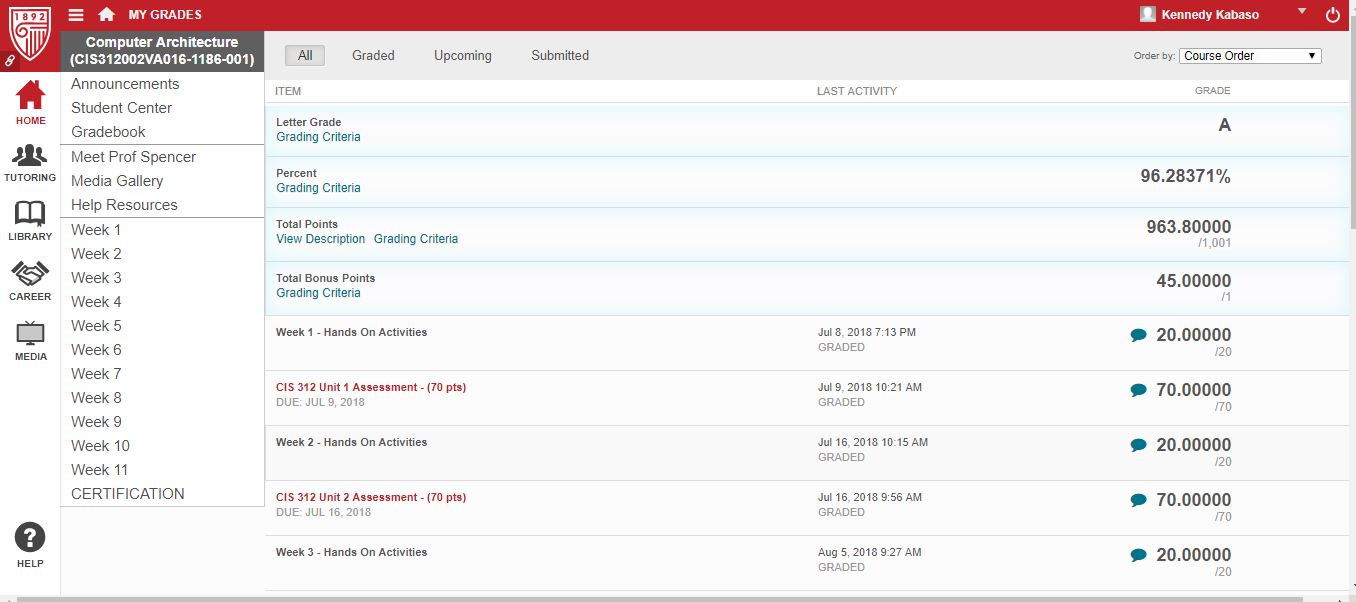 1892
MY GRADES
Kennedy Kabaso
HOME
TUTORING
LIBRARY
CAREER
MEDIA
HELP
Computer Architecture
(CIS312002VA016-1186-001)
Announcements
Student Center
Gradebook
Meet Prof Spencer
Media Gallery
Help Resources
Week 1
Week 2
Week 3
Week 4
Week 5
Week 6
Week 7
Week 8
Week 9
Week 10
Week 11
CERTIFICATION
All Graded Upcoming Submitted Order by: Course Order
ITEM LAST ACTIVITY GRADE
Letter Grade A
Grading Criteria
Percent 96.28371%
Grading Criteria
Total Points 963.80000
View Description Grading Criteria /1,001
Total Bonus Points 45.00000
Grading Criteria /1
Week 1 - Hands On Activities Jul 8, 2018 7:13 PM 20.00000
GRADED /20
CIS 312 Unit 1 Assessment - (70 pts) Jul 9, 2018 10:21 AM 70.00000
DUE: JUL 9, 2018 GRADED /70
Week 2 - Hands On Activities Jul 16, 2018 10:15 AM 20.00000
GRADED /20
CIS 312 Unit 2 Assessment - (70 pts) Jul 16, 2018 9:56 AM 70.00000
DUE: JUL 16, 2018 GRADED /70
Week 3 - Hands On Activities Aug 5, 2018 9:27 AM 20.00000
GRADED /20